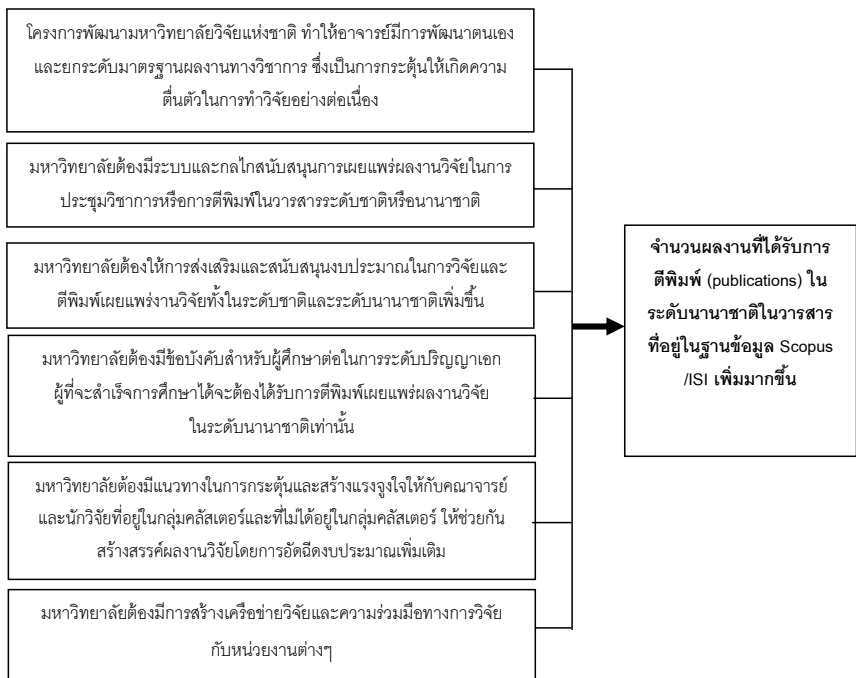 โครงการพัฒนามหาวิทยาลัยวิจัยแห่งชาติ ทำให้อาจารย์มีการพัฒนาตนเอง
และยกระดับมาตรฐานผลงานทางวิชาการ ซึ่งเป็นการกระตุ้นให้เกิดความ
ตื่นตัวในการทำวิจัยอย่างต่อเนื่อง
มหาวิทยาลัยต้องมีระบบและกลไกสนับสนุนการเผยแพร่ผลงานวิจัยในการ
ประชุมวิชาการหรือการตีพิมพ์ในวารสารระดับชาติหรือนานาชาติ
มหาวิทยาลัยต้องให้การส่งเสริมและสนับสนุนงบประมาณในการวิจัยและ
ตีพิมพ์เผยแพร่งานวิจัยทั้งในระดับชาติและระดับนานาชาติเพิ่มขึ้น
มหาวิทยาลัยต้องมีข้อบังคับสำหรับผู้ศึกษาต่อในการระดับปริญญาเอก
ผู้ที่จะสำเร็จการศึกษาได้จะต้องได้รับการตีพิมพ์เผยแพร่ผลงานวิจัย
ในระดับนานาชาติเท่านั้น
มหาวิทยาลัยต้องมีแนวทางในการกระตุ้นและสร้างแรงจูงใจให้กับคณาจารย์
และนักวิจัยที่อยู่ในกลุ่มคลัสเตอร์และที่ไม่ได้อยู่ในกลุ่มคลัสเตอร์ ให้ช่วยกัน
สร้างสรรค์ผลงานวิจัยโดยการอัดฉีดงบประมาณเพิ่มเติม
มหาวิทยาลัยต้องมีการสร้างเครือข่ายวิจัยและความร่วมมือทางการวิจัย
กับหน่วยงานต่างๆ
จำนวนผลงานที่ได้รับการ
ตีพิมพ์ (publications) ใน
ระดับนานาชาติในวารสาร
ที่อยู่ในฐานข้อมูล Scopus
/ISI เพิ่มมากขึ้น